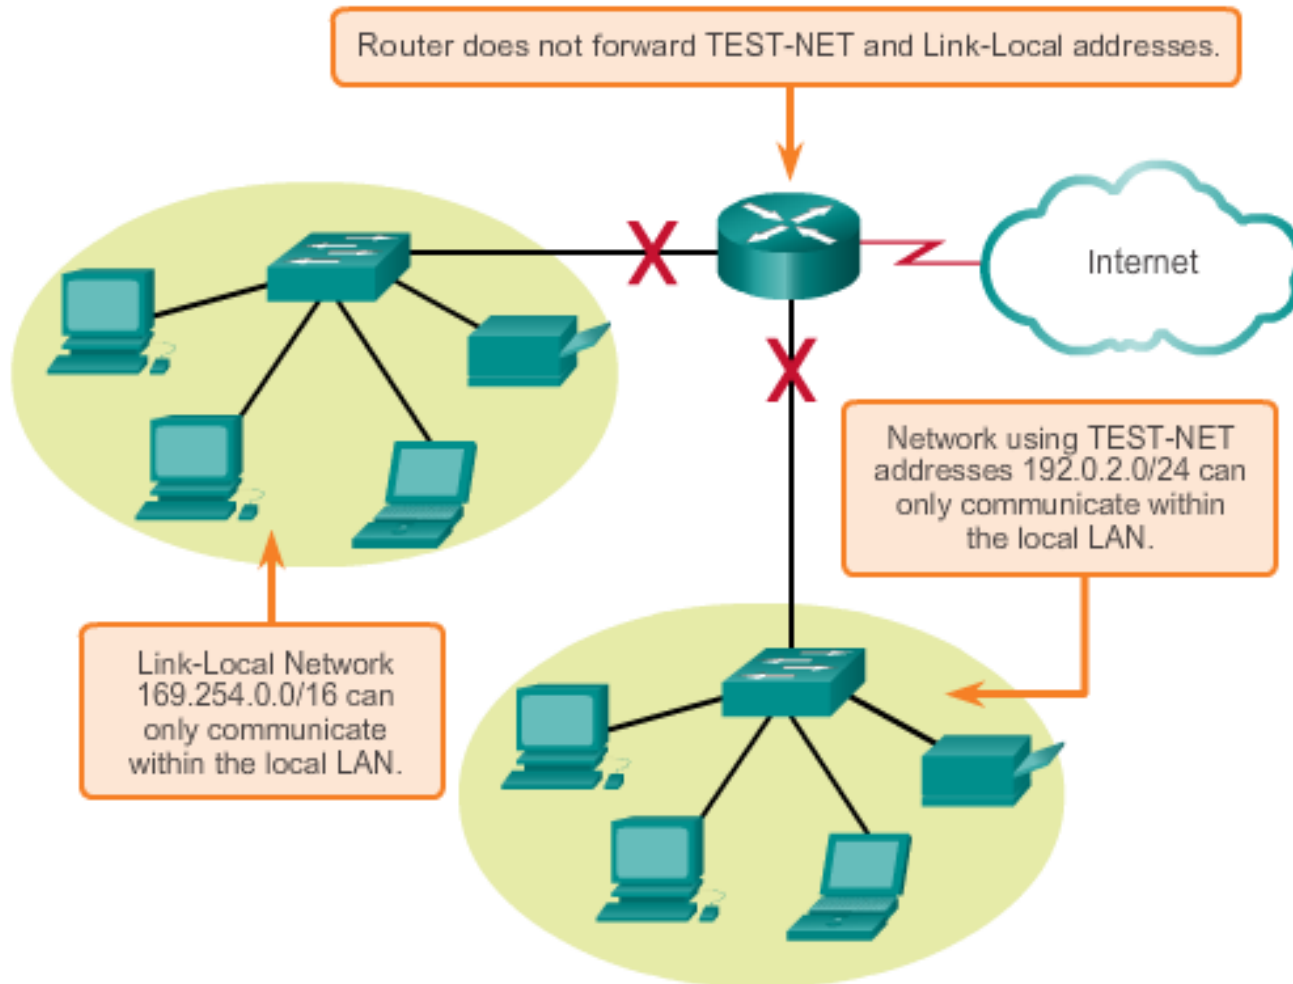 Router does not forward TEST-NET and Link-Local addresses.
Internet
Network using TEST-NET
addresses 192.0.2.0/24 can
only communicate within
the local LAN.
Link-Local Network
169.254.0.0/16 can
only communicate
within the local LAN.